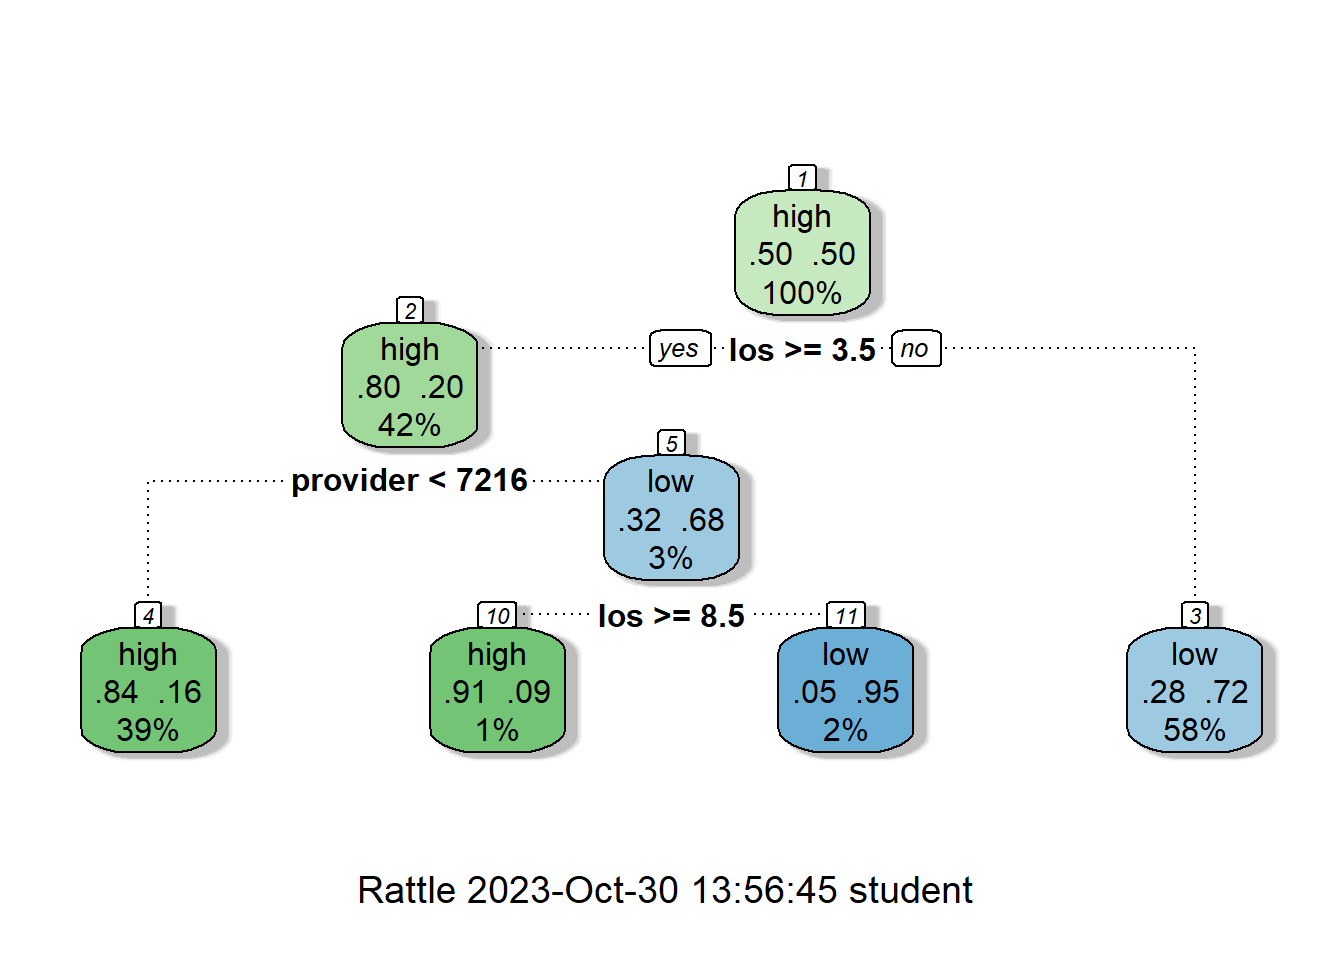 1
high
.50 .50
100%
yes los >= 3.5 no
2
high
.80 .20
42%
provider < 7216
5
low
.32 .68
3%
los >= 8.5
4
high
.84 .16
39%
10
high
.91 .09
1%
11
low
.05 .95
2%
3
low
.28 .72
58%
Rattle 2023-Oct-30 13:56:45 student